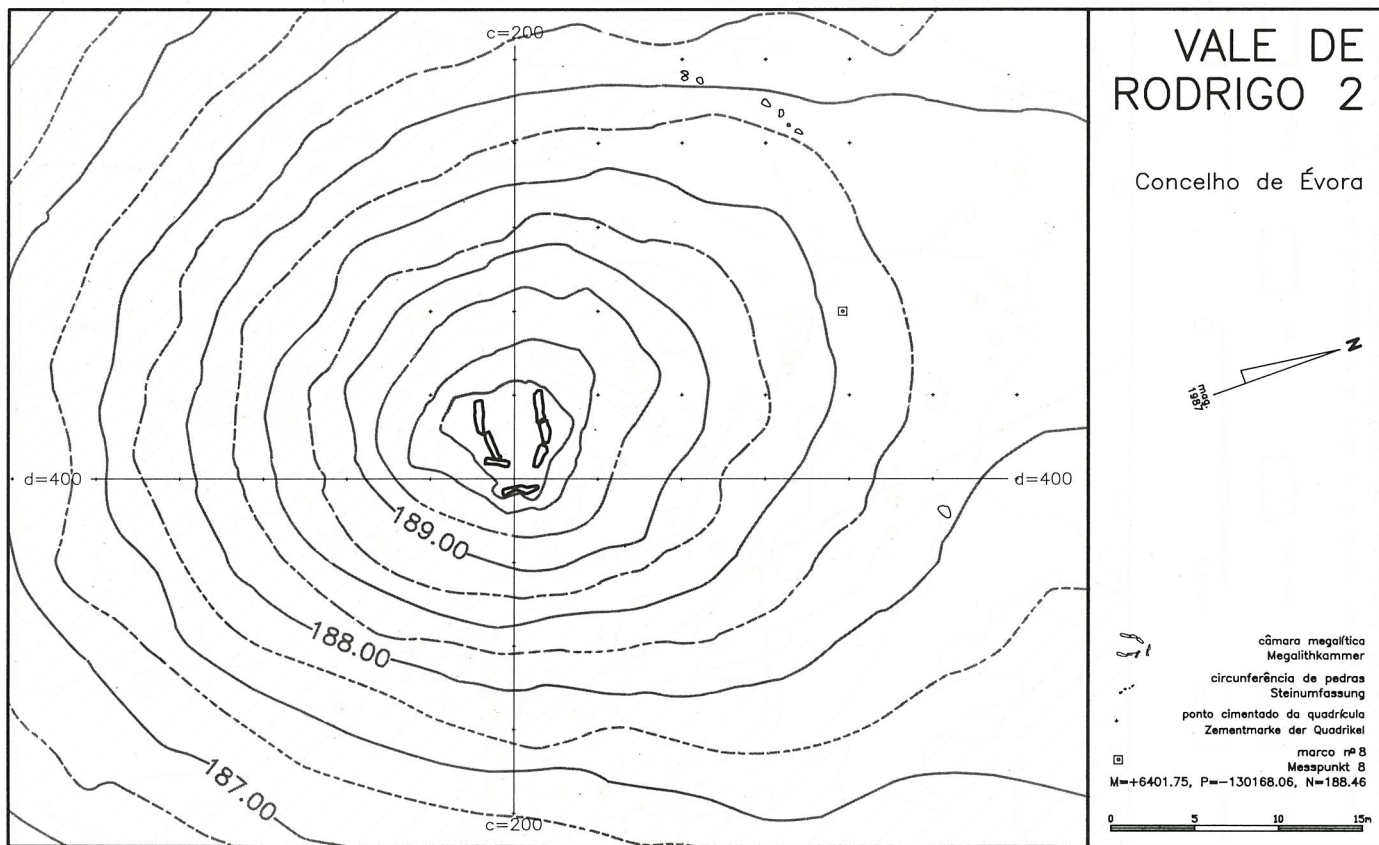 c=200
d=400
d=400
189.00
188.00
187.00
c=200
VALE DE
RODRIGO 2
Concelho de Évora
N
mag.
1987
câmara megalítica
Megalithkammer
circunferência de pedras
Steinumfassung
ponto cimentado da quadrícula
Zementmarke der Quadrikel
marco nº 8
Messpunkt 8
M=+6401.75, P=-130168.06, N=188.46
0 5 10 15m